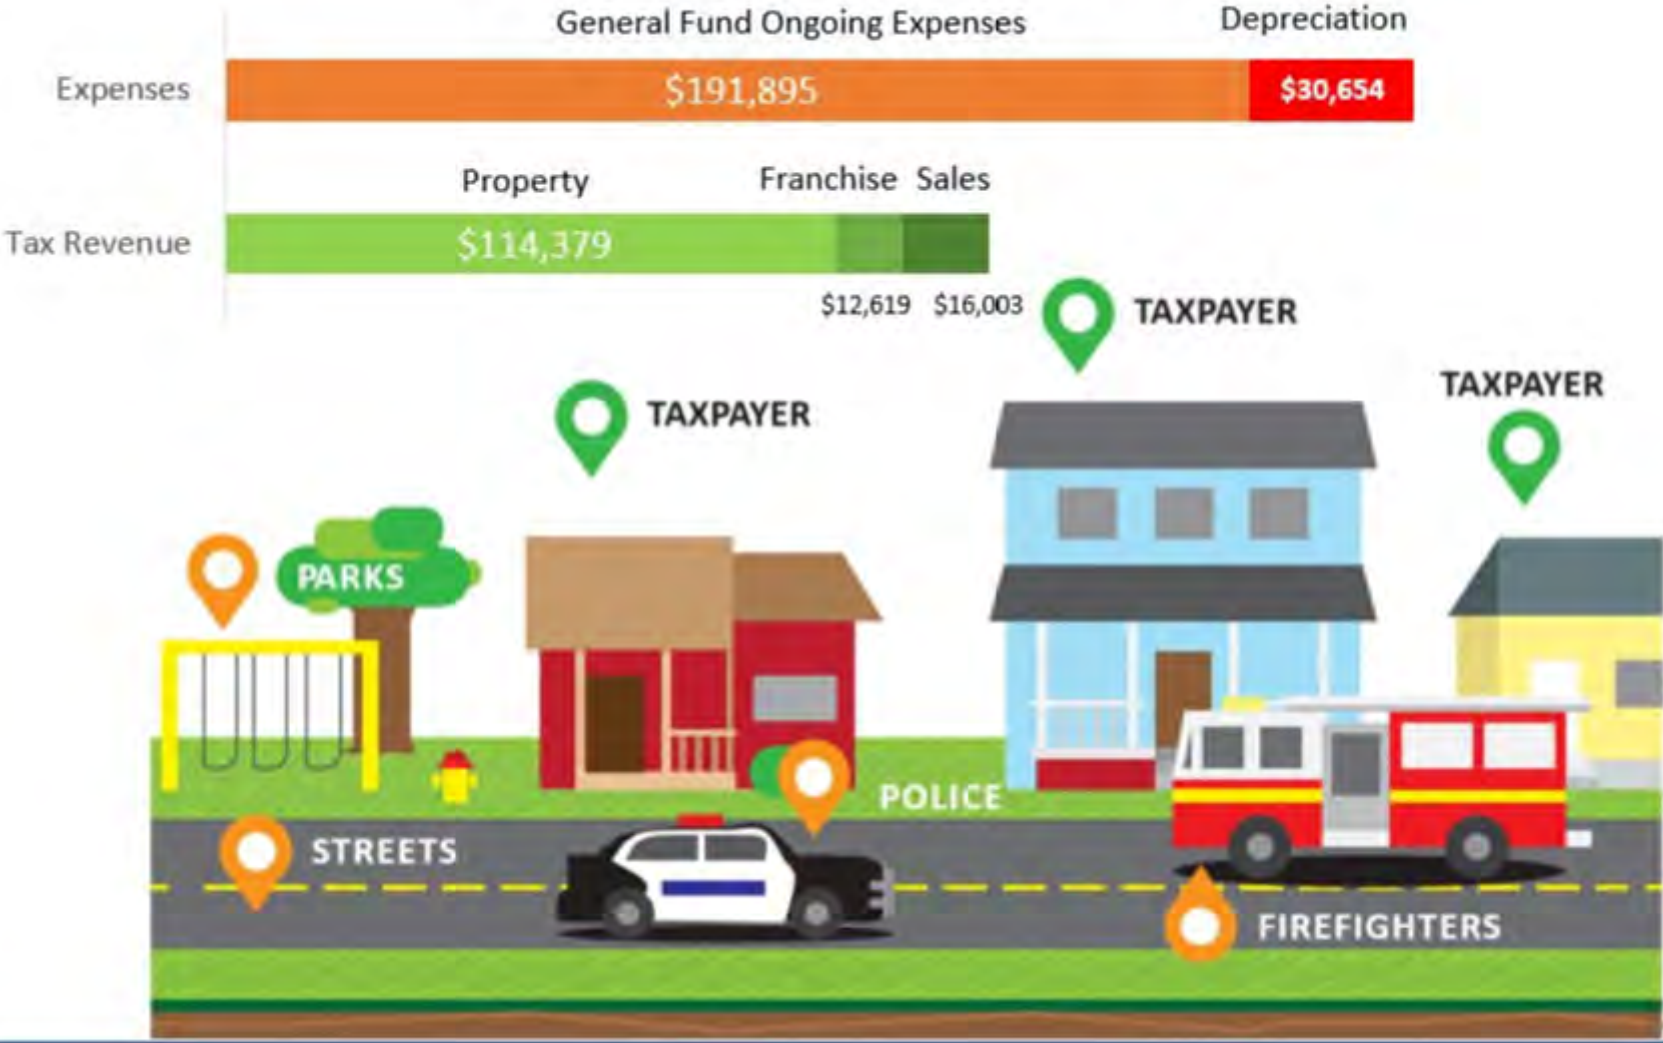 General Fund Ongoing Expenses Depreciation
Expenses $191,895 $30,654
Property Franchise Sales
Tax Revenue $114,379
$12,619 $16,003
TAXPAYER
TAXPAYER
TAXPAYER
PARKS
POLICE
STREETS
FIREFIGHTERS